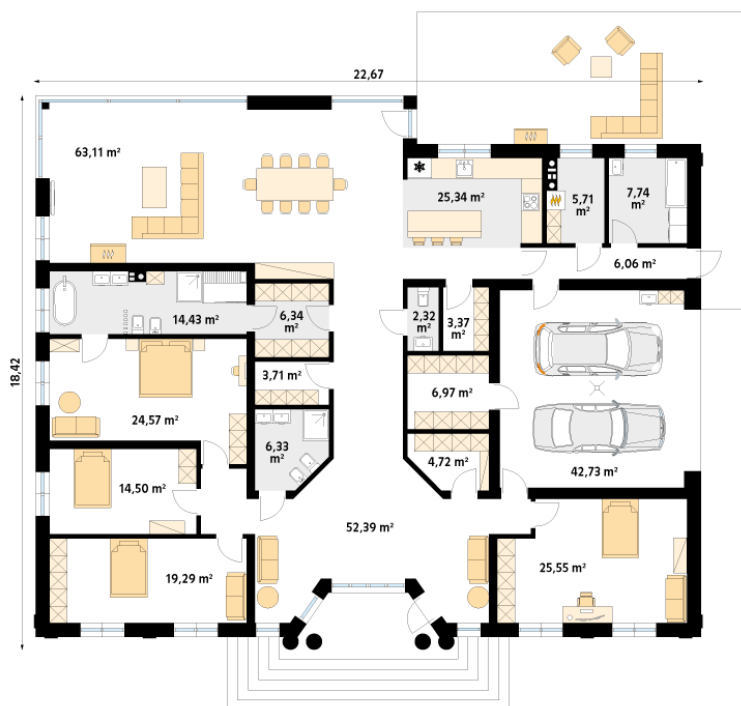 22,67
63,11 m²
25,34 m²
5,71
m²
7,74
m²
6,06 m²
14,43 m²
6,34
m²
2,32
m²
3,37
m²
18,42
3,71 m²
6,97 m²
24,57 m²
6,33
m²
4,72 m²
42,73 m²
14,50 m²
52,39 m²
19,29 m²
25,55 m²